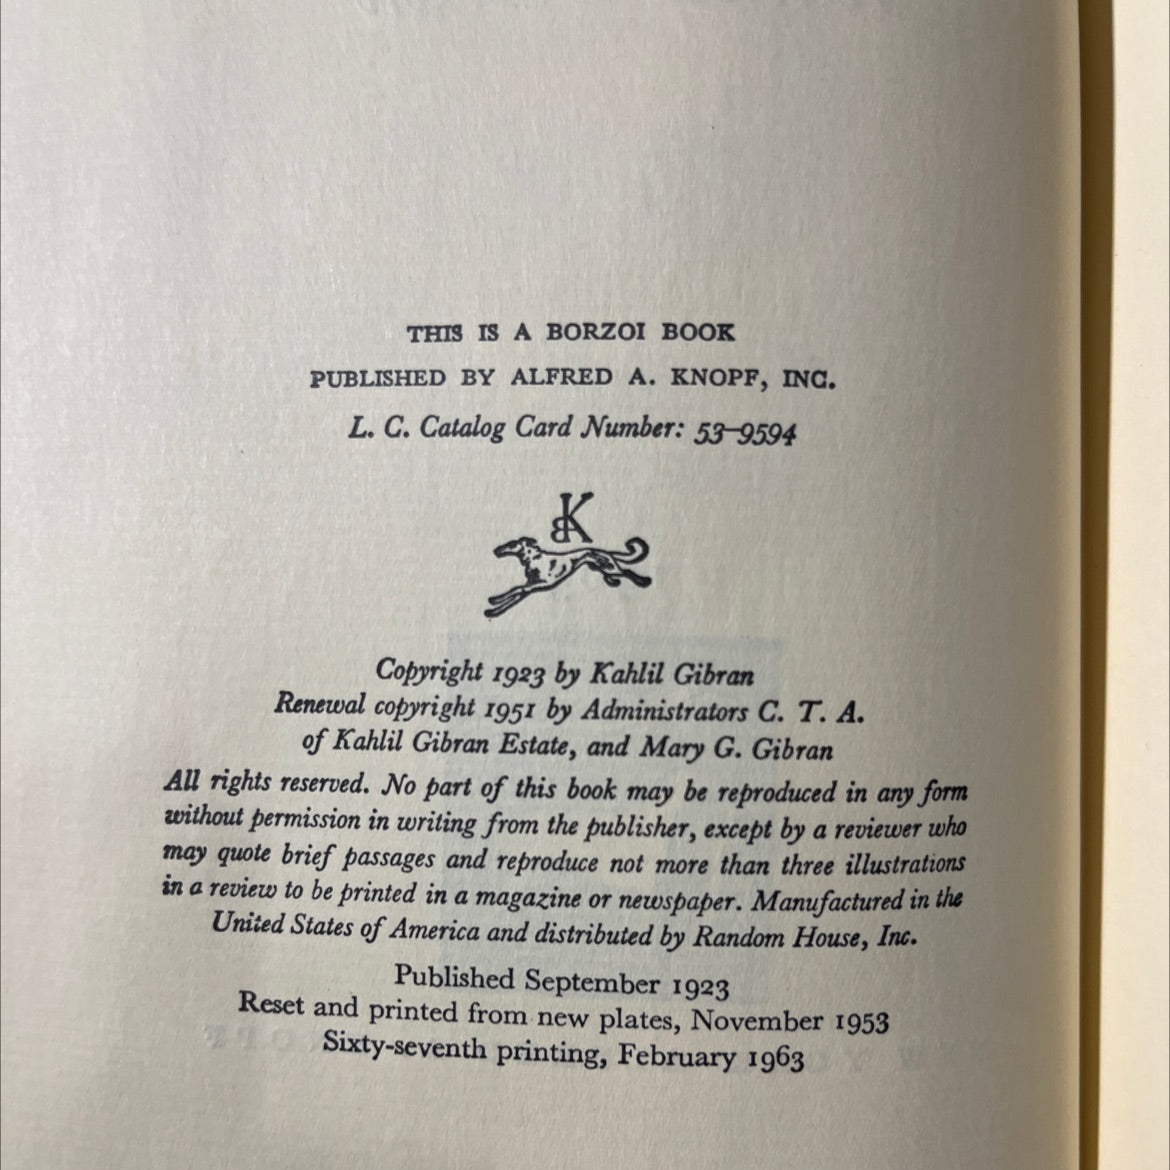 THIS IS A BORZOI BOOK
PUBLISHED BY ALFRED A. KNOPF, INC.
L. C. Catalog Card Number: 53-9594
BK
Copyright 1923 by Kahlil Gibran
Renewal copyright 1951 by Administrators C. T. A.
of Kahlil Gibran Estate, and Mary G. Gibran
All rights reserved. No part of this book may be reproduced in any form
without permission in writing from the publisher, except by a reviewer who
may quote brief passages and reproduce not more than three illustrations
in a review to be printed in a magazine or newspaper. Manufactured in the
United States of America and distributed by Random House, Inc.
Published September 1923
Reset and printed from new plates, November 1953
Sixty-seventh printing, February 1963